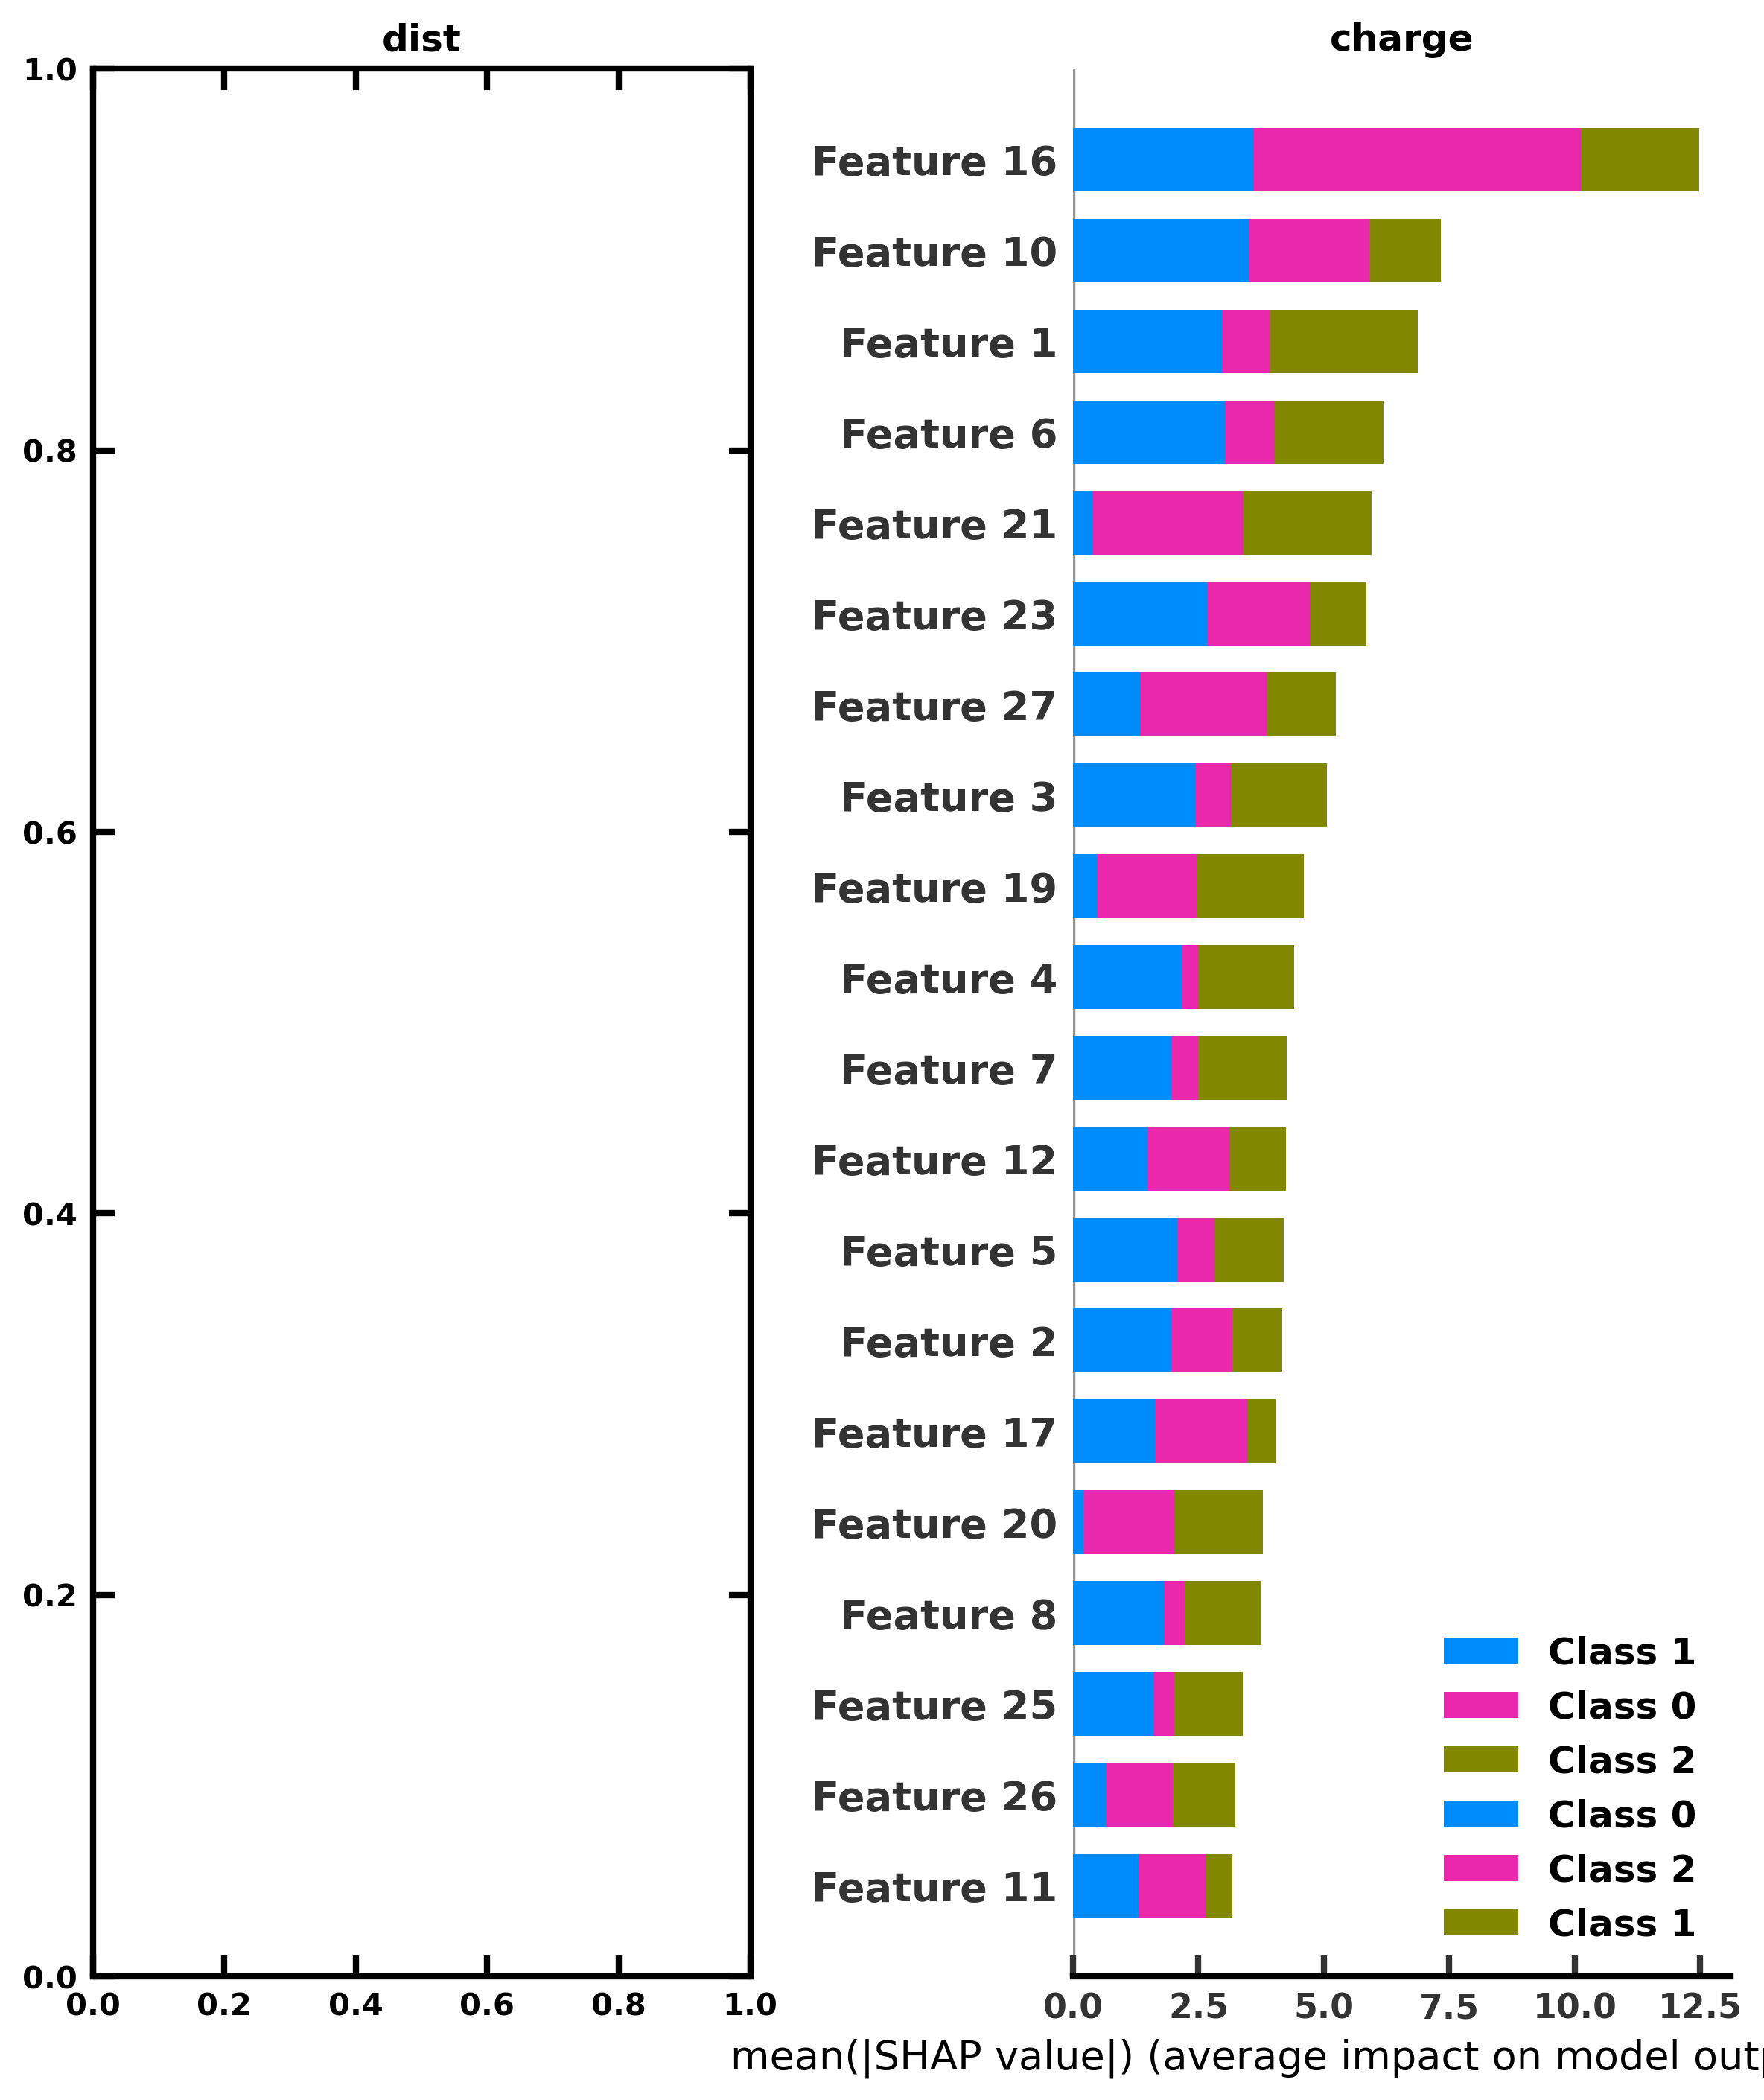 dist
1.0
0.8
0.6
0.4
0.2
0.0
0.0 0.2 0.4 0.6 0.8 1.0
charge
Feature 16
Feature 10
Feature 1
Feature 6
Feature 21
Feature 23
Feature 27
Feature 3
Feature 19
Feature 4
Feature 7
Feature 12
Feature 5
Feature 2
Feature 17
Feature 20
Feature 8
Feature 25
Feature 26
Feature 11
Class 1
Class 0
Class 2
Class 0
Class 2
Class 1
0.0 2.5 5.0 7.5 10.0 12.5
mean(|SHAP value|) (average impact on model outp